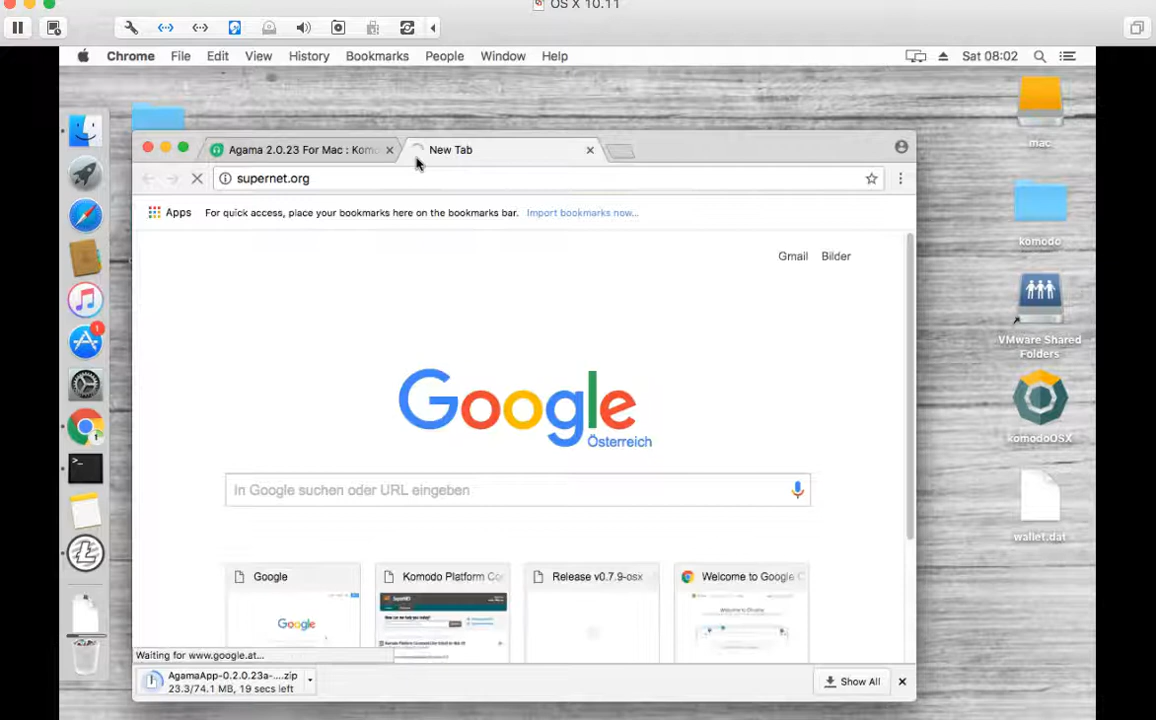 OS X 10.11
Chrome File Edit View History Bookmarks People Window Help Sat 08:02
Agama 2.0.23 For Mac : Komo
New Tab
supernet.org
Apps For quick access, place your bookmarks here on the bookmarks bar. Import bookmarks now...
Gmail Bilder
Google
Österreich
In Google suchen oder URL eingeben
Google
Komodo Platform Co
Release v0.7.9-osx
Welcome to Google C
Google
Waiting for www.google.at...
AgamaApp-0.2.0.23a-....zip
23.3/74.1 MB, 19 secs left
Show All
mac
komodo
VMware Shared
Folders
komodoOSX
wallet.dat
1